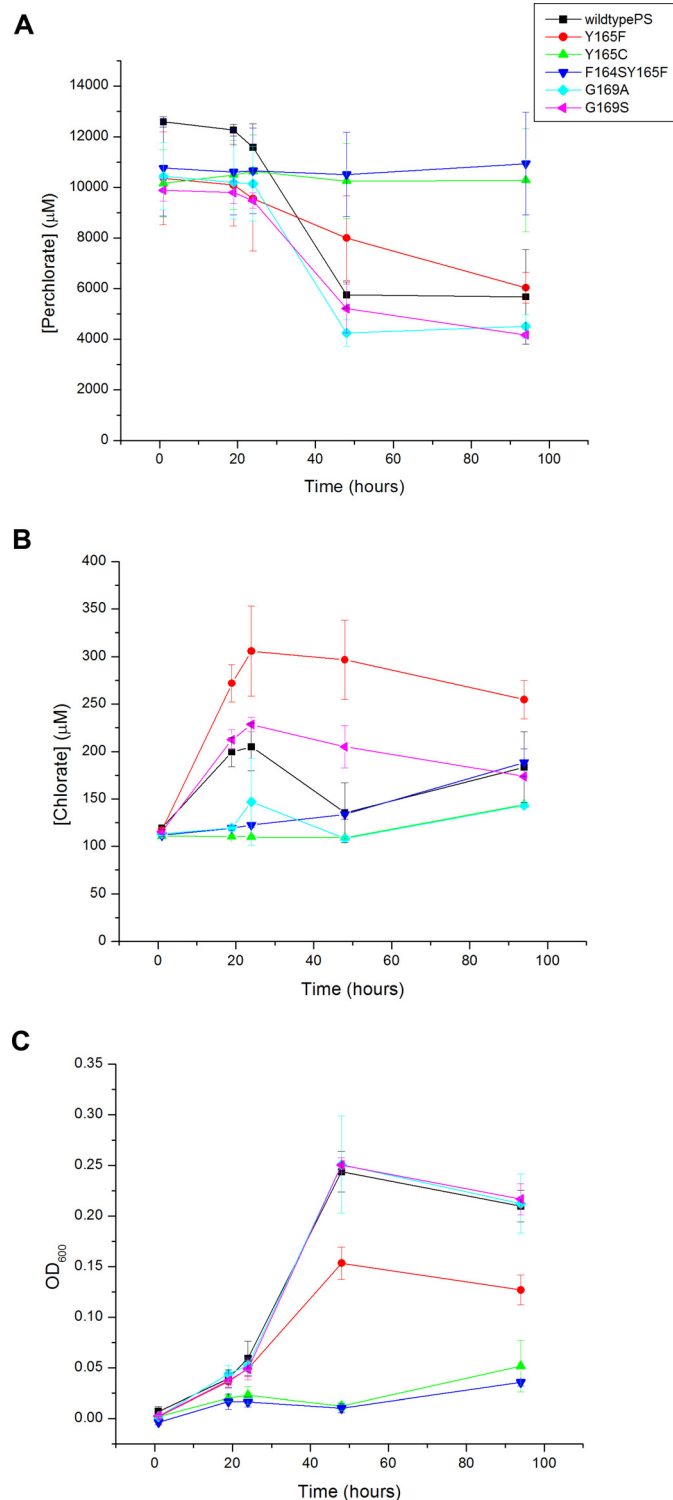 A
wildtypePS
Y165F
Y165C
F164SY165F
G169A
G169S
14000
12000
10000
8000
6000
4000
2000
0
[Perchlorate] (μM)
0 20 40 60 80 100
Time (hours)
B
400
350
300
250
200
150
100
50
0
[Chlorate] (μM)
0 20 40 60 80 100
Time (hours)
C
0.35
0.30
0.25
0.20
0.15
0.10
0.05
0.00
OD600
0 20 40 60 80 100
Time (hours)